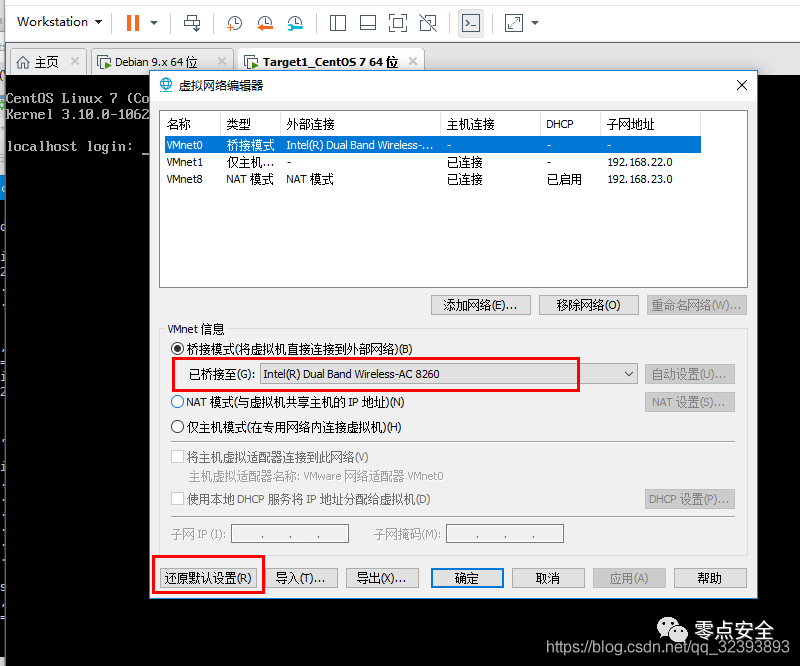 Workstation
主页
Debian 9.x 64 位
Target1_CentOS 7 64 位
CentOS Linux 7 (Co
Kernel 3.10.0-1062
localhost login: _
虚拟网络编辑器
名称 类型 外部连接 主机连接 DHCP 子网地址
VMnet0 桥接模式 Intel(R) Dual Band Wireless-... - - -
VMnet1 仅主机... - 已连接 - 192.168.22.0
VMnet8 NAT 模式 NAT 模式 已连接 已启用 192.168.23.0
添加网络(E)... 移除网络(O) 重命名网络(W)...
VMnet 信息
桥接模式(将虚拟机直接连接到外部网络)(B)
已桥接至(G): Intel(R) Dual Band Wireless-AC 8260 自动设置(U)...
NAT 模式(与虚拟机共享主机的 IP 地址)(N) NAT 设置(S)...
仅主机模式(在专用网络内连接虚拟机)(H)
将主机虚拟适配器连接到此网络(V)
主机虚拟适配器名称: VMware 网络适配器 VMnet0
使用本地 DHCP 服务将 IP 地址分配给虚拟机(D) DHCP 设置(P)...
子网 IP (I): . . . 子网掩码(M): . . .
还原默认设置(R) 导入(T)... 导出(X)... 确定 取消 应用(A) 帮助
零点安全
https://blog.csdn.net/qq_32393893